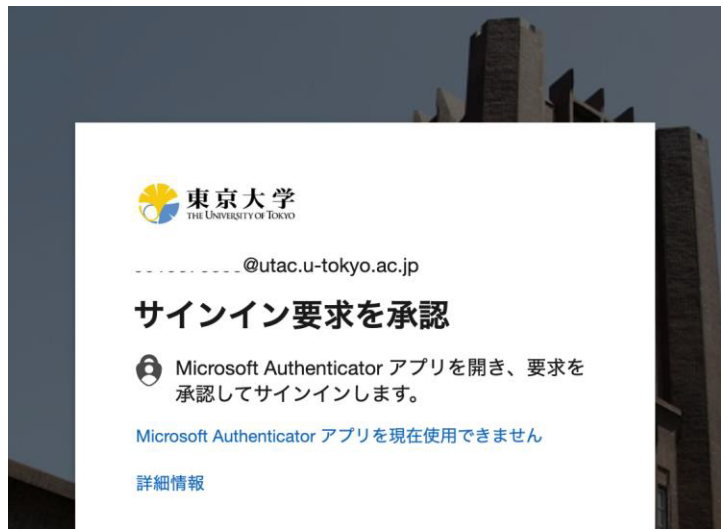 東京大学
THE UNIVERSITY OF TOKYO
@utac.u-tokyo.ac.jp
サインイン要求を承認
Microsoft Authenticator アプリを開き、要求を
承認してサインインします。
Microsoft Authenticator アプリを現在使用できません
詳細情報